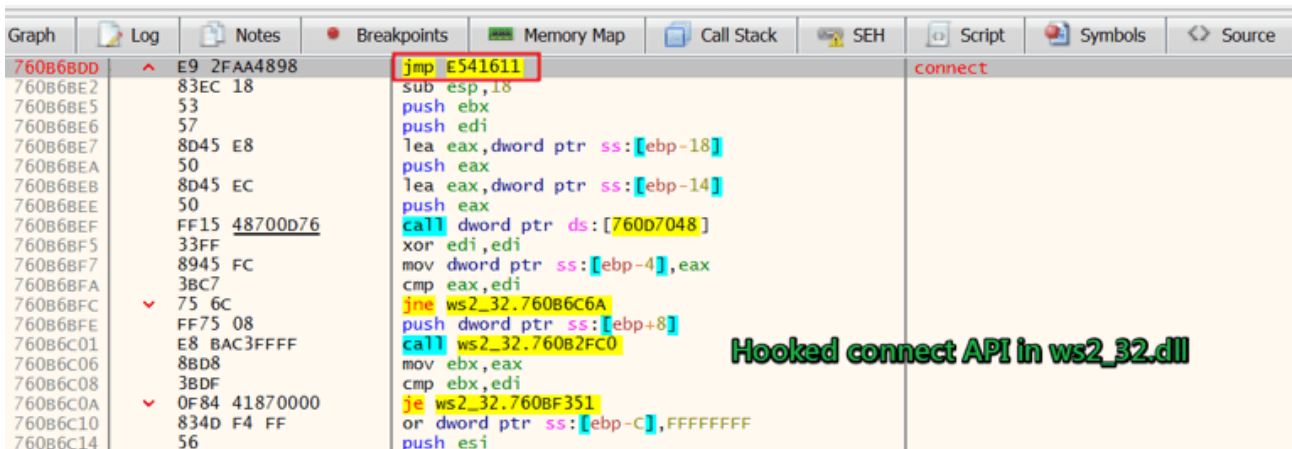 Graph Log Notes Breakpoints Memory Map Call Stack SEH Script Symbols Source
760B6BDD E9 2FAA4898 jmp E541611 connect
760B6BE2 83EC 18 sub esp,18
760B6BE5 53 push ebx
760B6BE6 57 push edi
760B6BE7 8D45 E8 lea eax,dword ptr ss:[ebp-18]
760B6BEA 50 push eax
760B6BEB 8D45 EC lea eax,dword ptr ss:[ebp-14]
760B6BEE 50 push eax
760B6BEF FF15 48700D76 call dword ptr ds:[760D7048]
760B6BF5 33FF xor edi,edi
760B6BF7 8945 FC mov dword ptr ss:[ebp-4],eax
760B6BFA 3BC7 cmp eax,edi
760B6BFC 75 6C jne ws2_32.760B6C6A
760B6BFE FF75 08 push dword ptr ss:[ebp+8]
760B6C01 E8 BAC3FFFF call ws2_32.760B2FC0
Hooked connect API in ws2_32.dll
760B6C06 8BD8 mov ebx,eax
760B6C08 3BDF cmp ebx,edi
760B6C0A 0F84 41870000 je ws2_32.760BF351
760B6C10 834D F4 FF or dword ptr ss:[ebp-C],FFFFFFFF
760B6C14 56 push esi